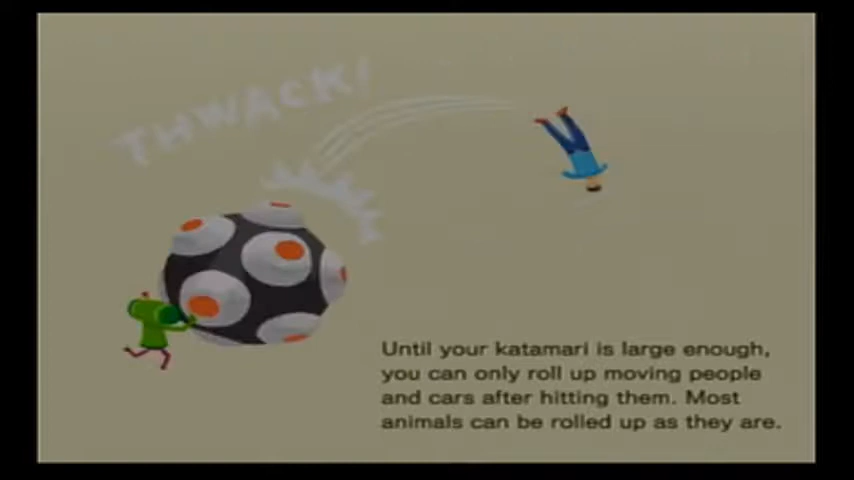 THWACK!
Until your katamari is large enough,
you can only roll up moving people
and cars after hitting them. Most
animals can be rolled up as they are.